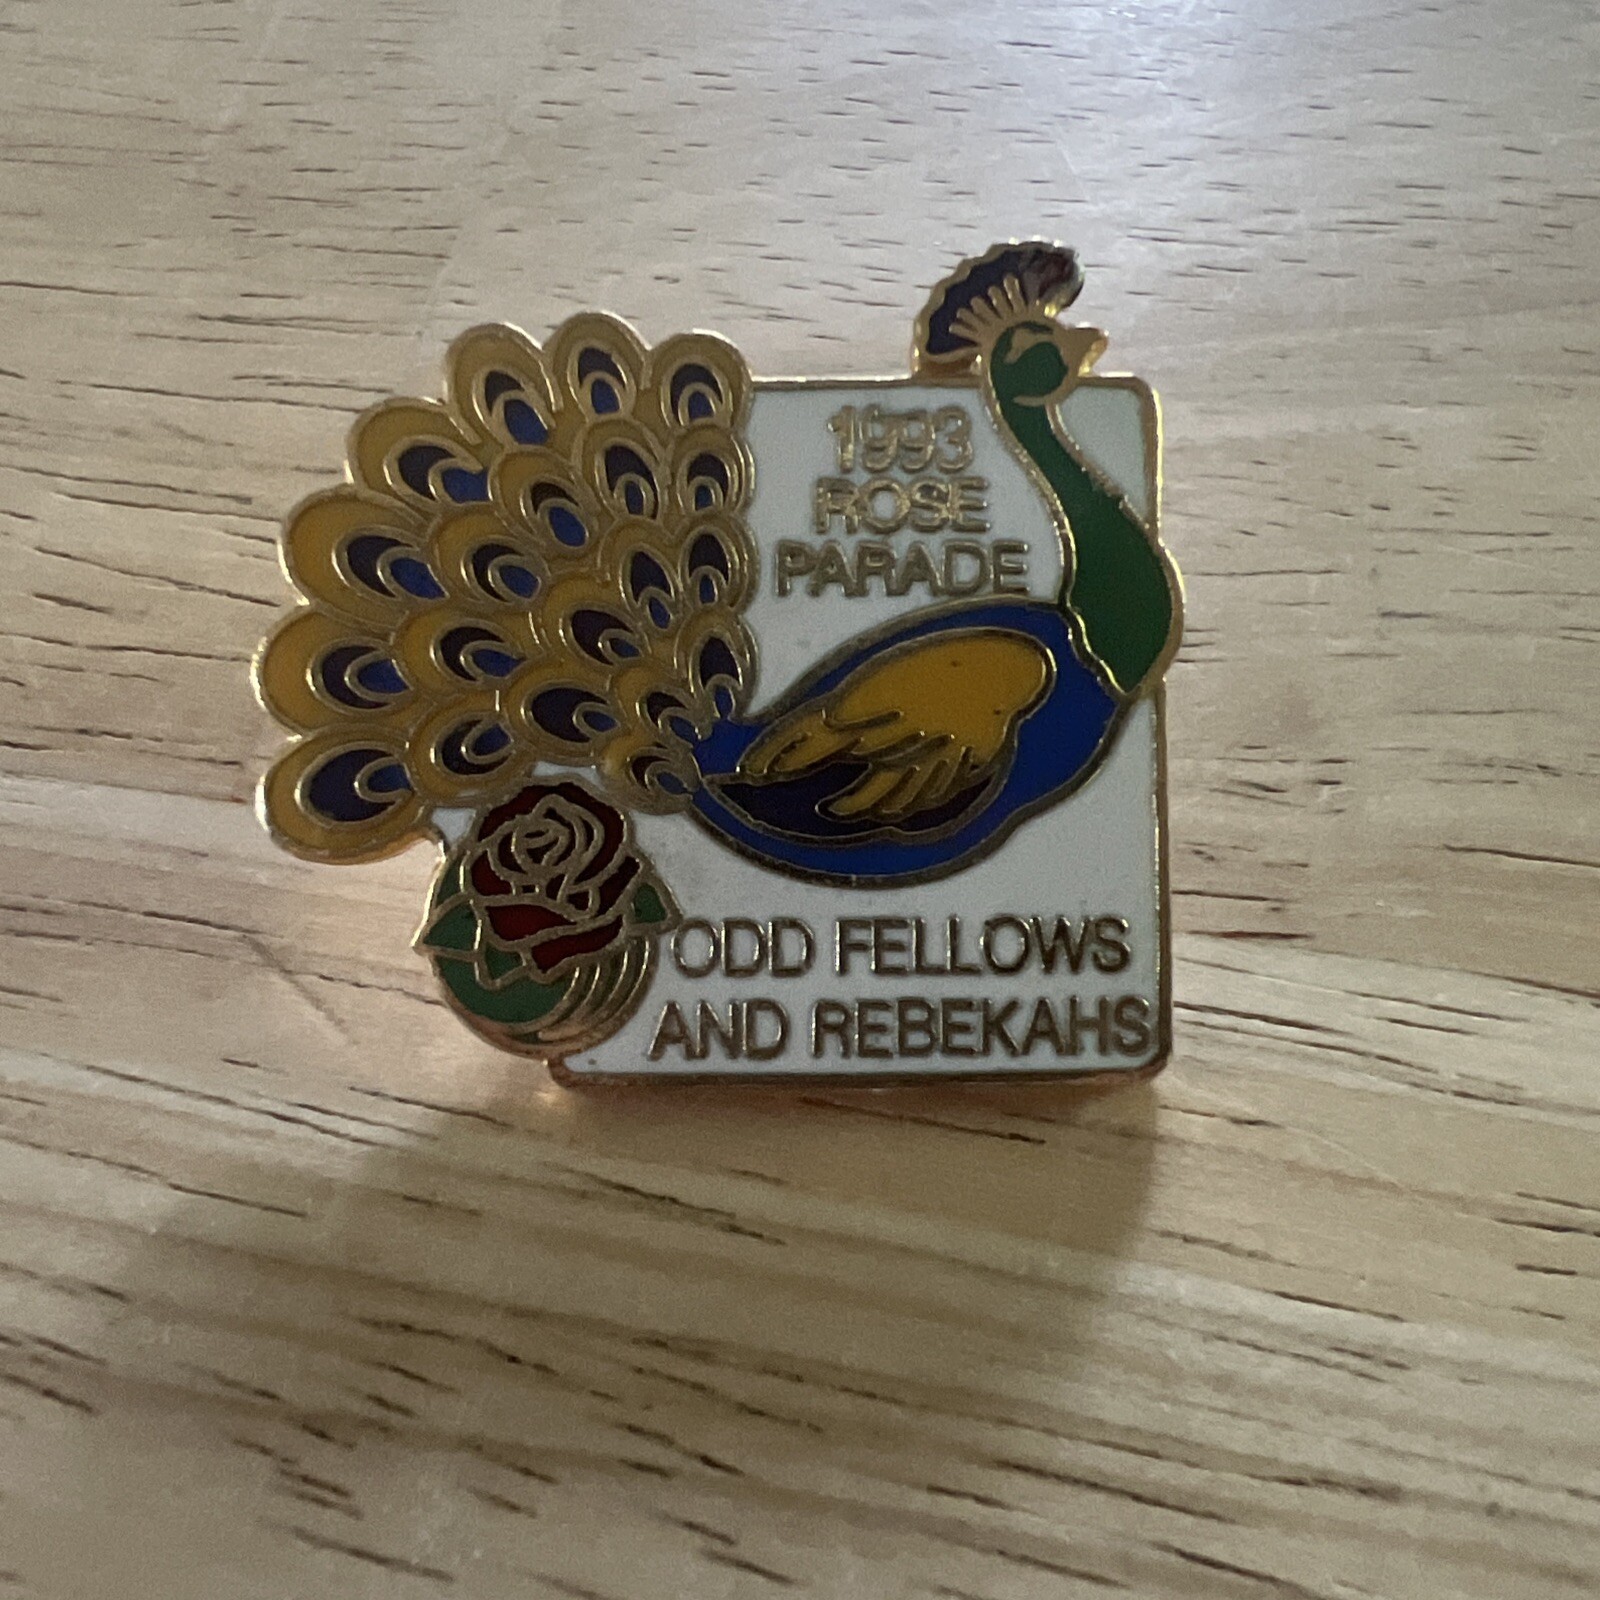 1993
ROSE
PARADE
ODD FELLOWS
AND REBEKAHS